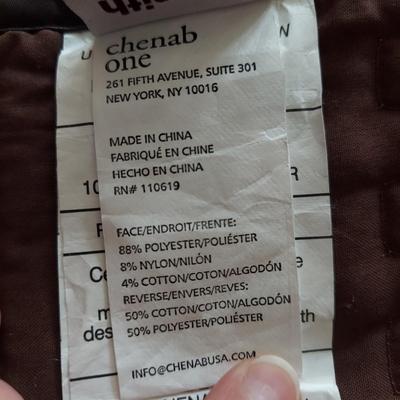 chenab
one
261 FIFTH AVENUE, SUITE 301
NEW YORK, NY 10016
MADE IN CHINA
FABRIQUÉ EN CHINE
HECHO EN CHINA
RN# 110619
FACE/ENDROIT/FRENTE:
88% POLYESTER/POLIÉSTER
8% NYLON/NILÓN
4% COTTON/COTON/ALGODÓN
REVERSE/ENVERS/REVES:
50% COTTON/COTON/ALGODÓN
50% POLYESTER/POLIÉSTER
INFO@CHENABUSA.COM